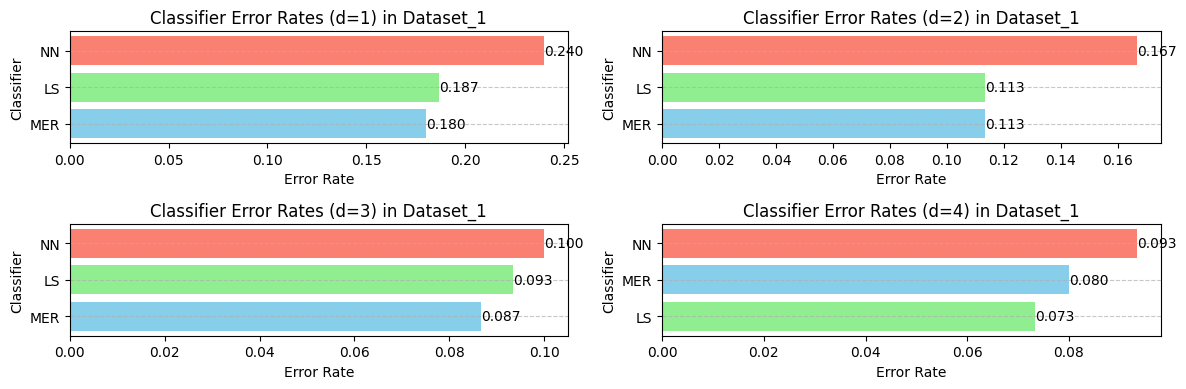 Classifier Error Rates (d=1) in Dataset_1
Classifier
NN
0.240
LS
0.187
MER
0.180
0.00 0.05 0.10 0.15 0.20 0.25
Error Rate
Classifier Error Rates (d=2) in Dataset_1
Classifier
NN
0.167
LS
0.113
MER
0.113
0.00 0.02 0.04 0.06 0.08 0.10 0.12 0.14 0.16
Error Rate
Classifier Error Rates (d=3) in Dataset_1
Classifier
NN
0.100
LS
0.093
MER
0.087
0.00 0.02 0.04 0.06 0.08 0.10
Error Rate
Classifier Error Rates (d=4) in Dataset_1
Classifier
NN
0.093
MER
0.080
LS
0.073
0.00 0.02 0.04 0.06 0.08
Error Rate